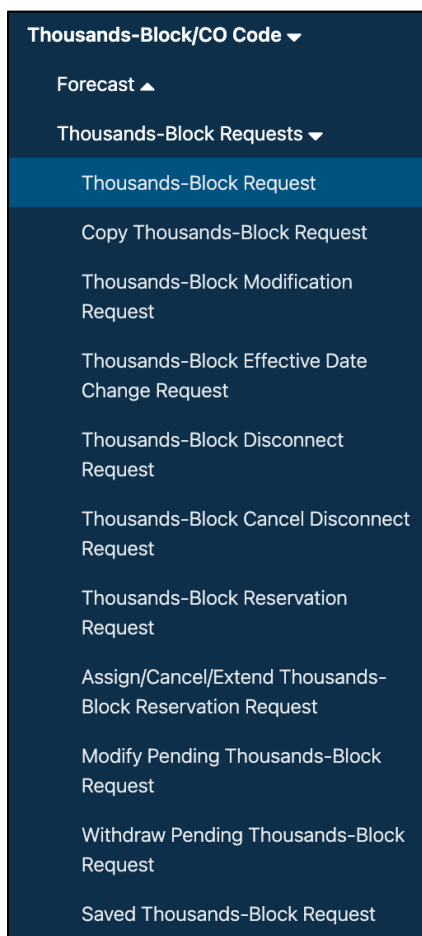 Thousands-Block/CO Code
Forecast
Thousands-Block Requests
Thousands-Block Request
Copy Thousands-Block Request
Thousands-Block Modification
Request
Thousands-Block Effective Date
Change Request
Thousands-Block Disconnect
Request
Thousands-Block Cancel Disconnect
Request
Thousands-Block Reservation
Request
Assign/Cancel/Extend Thousands-
Block Reservation Request
Modify Pending Thousands-Block
Request
Withdraw Pending Thousands-Block
Request
Saved Thousands-Block Request